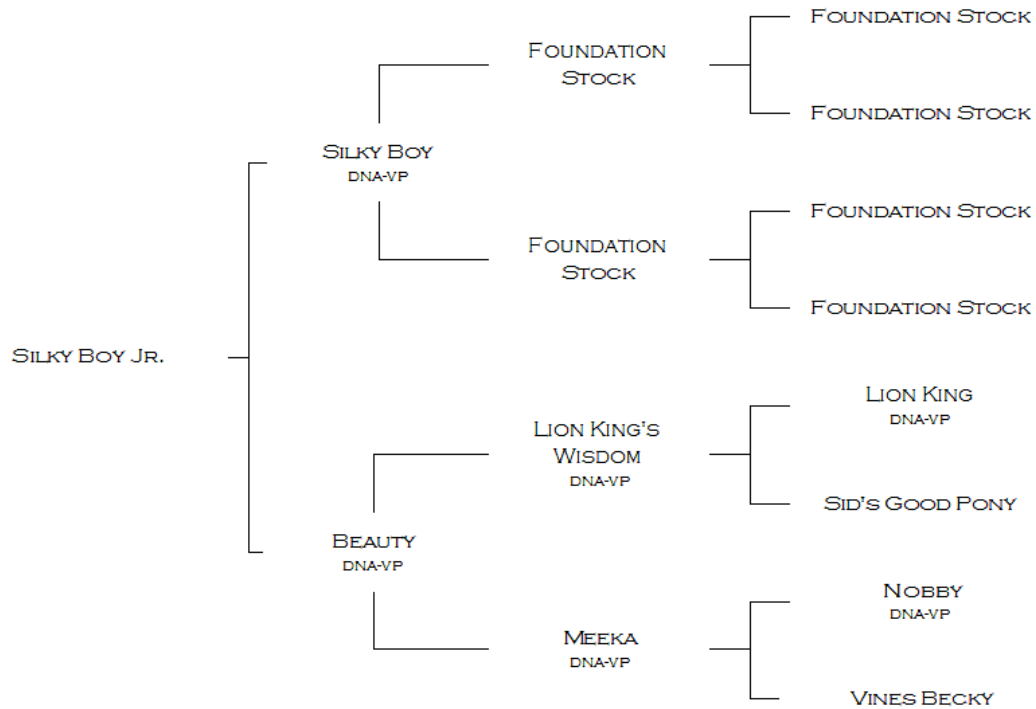 Foundation Stock
Foundation
Stock
Foundation Stock
Silky Boy
DNA-VP
Foundation Stock
Foundation
Stock
Foundation Stock
Silky Boy Jr.
Lion King
DNA-VP
Lion King's
Wisdom
DNA-VP
Sid's Good Pony
Beauty
DNA-VP
Nobby
DNA-VP
Meeka
DNA-VP
Vines Becky